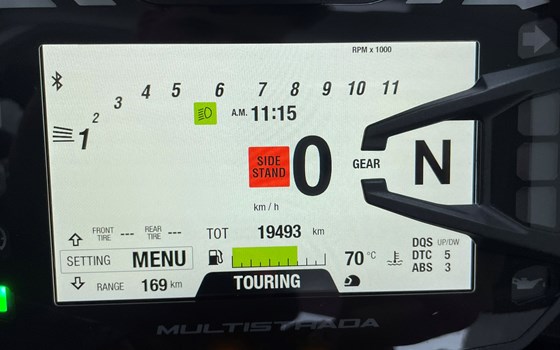 RPM x 1000
1 2 3 4 5 6 7 8 9 10 11
A.M. 11:15
SIDE STAND
0
km / h
GEAR N
TOT 19493 km
FRONT TIRE --- REAR TIRE ---
SETTING MENU
RANGE 169 km
TOURING
70 °C
DQS UP/DW
DTC 5
ABS 3
MULTISTRADA